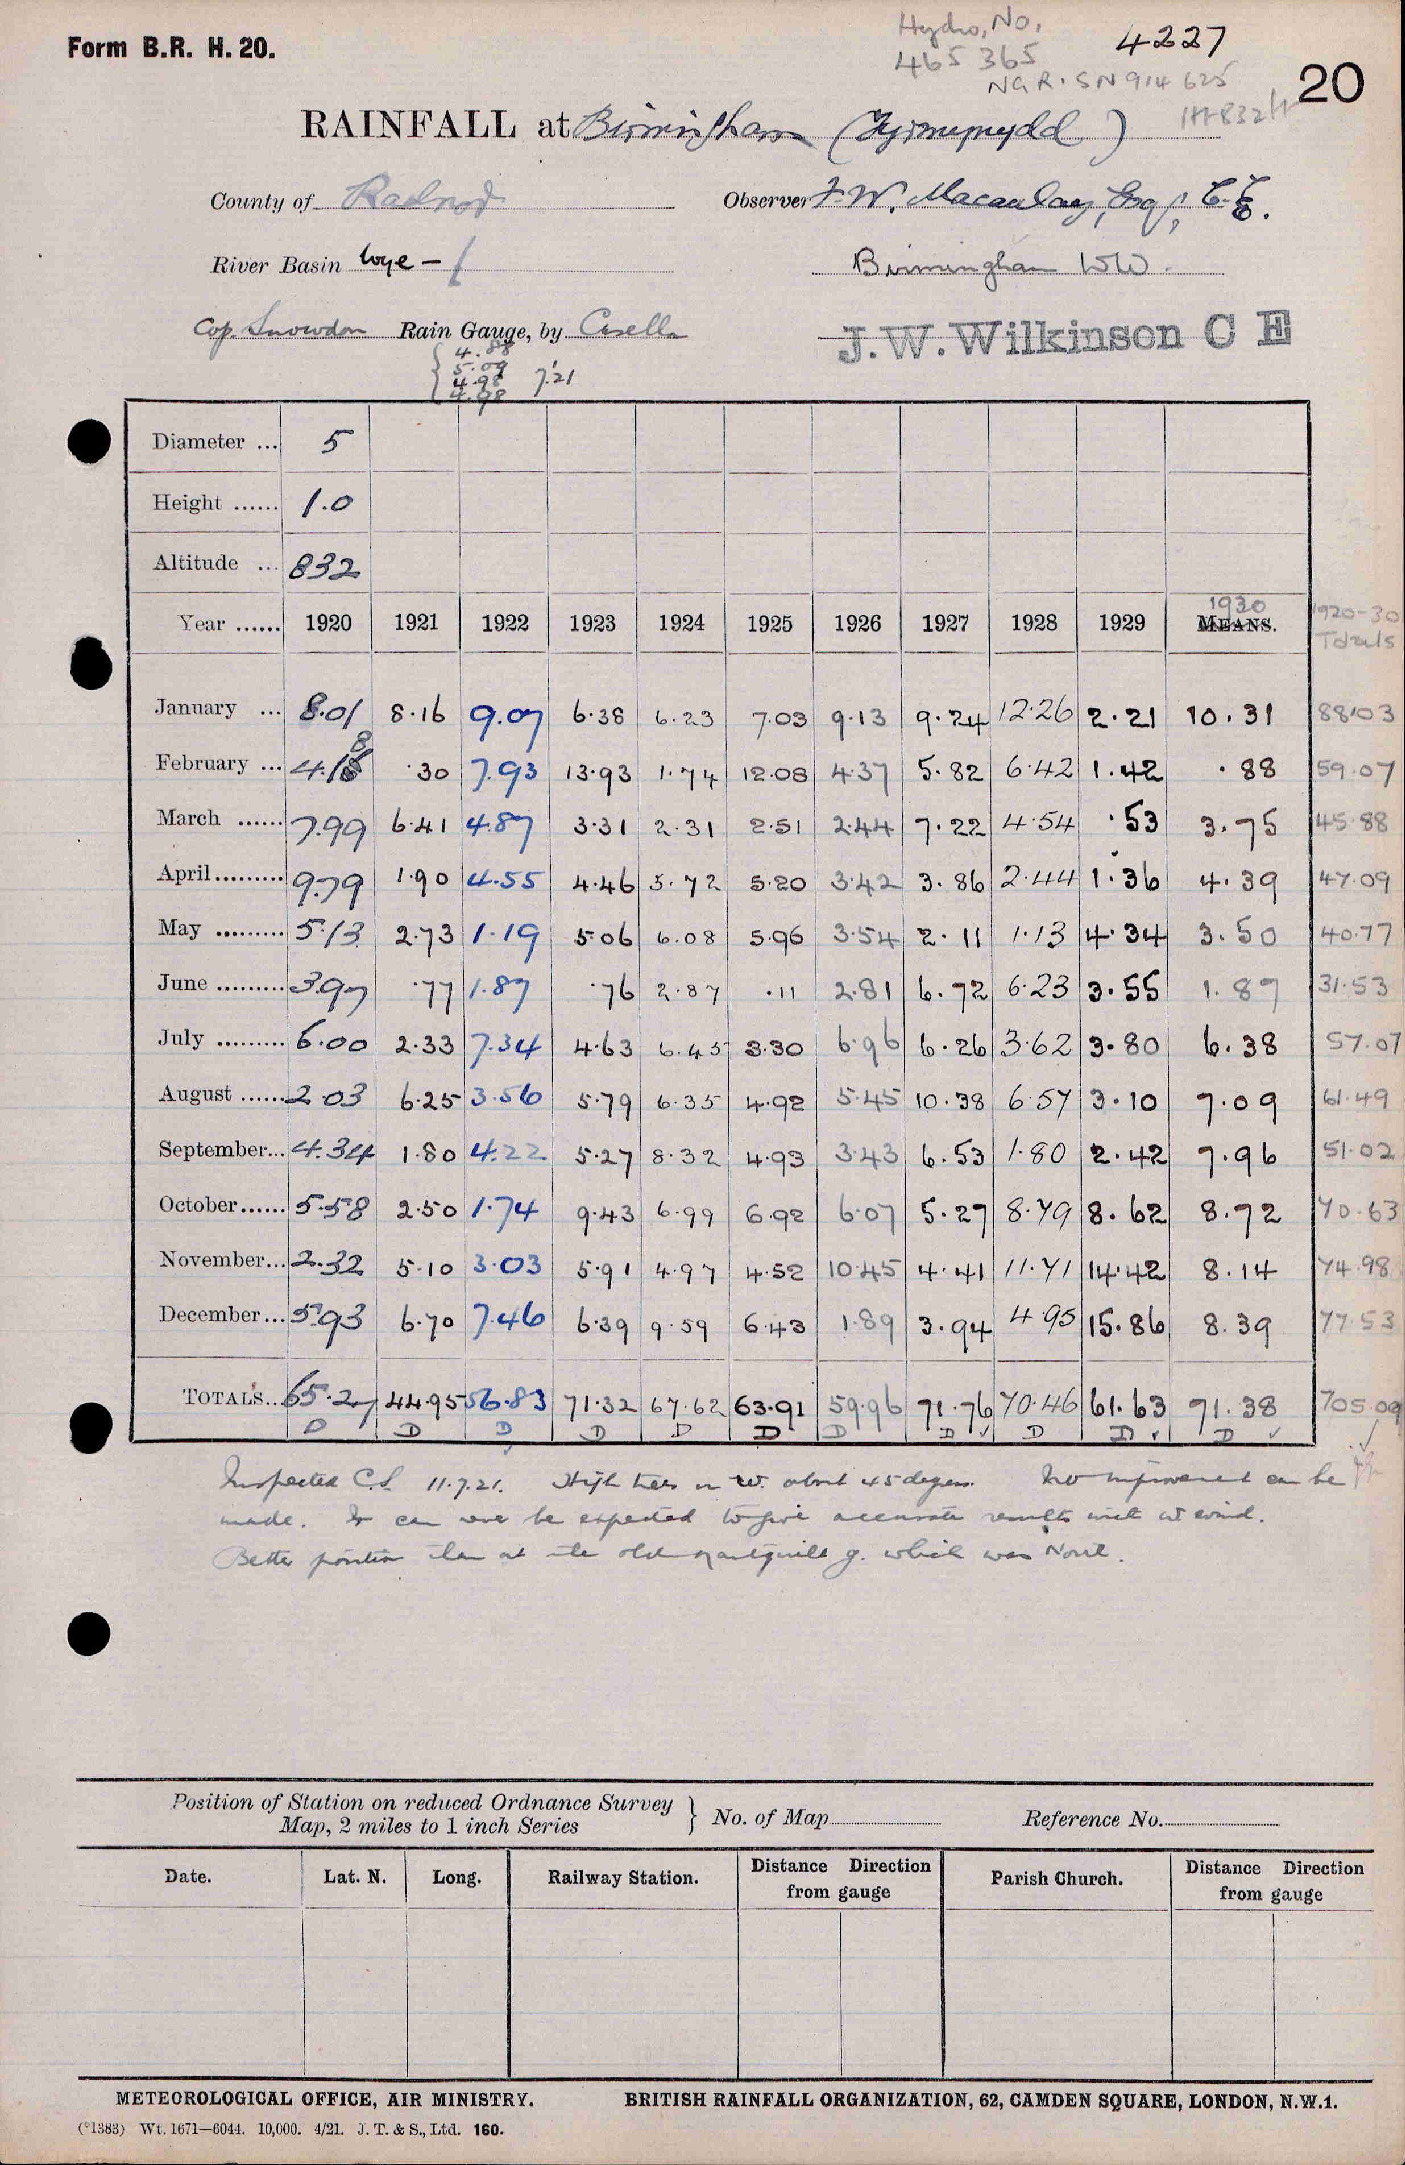 Form B.R. H. 20.
Hydro, No.
465 365
4227
20
NGR. SN 914 625
RAINFALL at Birmingham (Tyrmynydd)
County of Radnor
Observer J. W. Macaulay, Esq., C.E.
River Basin Wye -
Birmingham WW.
Cop. Snowdon Rain Gauge, by Casella
J. W. Wilkinson C E
4.88
5.09
4.98 7.21
4.98
Diameter ... 5
Height ...... 1.0
Altitude ... 832
Year ...... 1920 1921 1922 1923 1924 1925 1926 1927 1928 1929 1930 MEANS. 1920-30 Totals
January ... 8.01 8.16 9.07 6.38 6.23 7.03 9.13 9.24 12.26 2.21 10.31 88.03
February ... 4.18 .30 7.93 13.93 1.74 12.08 4.37 5.82 6.42 1.42 .88 59.07
March ...... 7.99 6.41 4.87 3.31 2.31 2.51 2.44 7.22 4.54 .53 3.75 45.88
April ......... 9.79 1.90 4.55 4.46 5.72 5.20 3.42 3.86 2.44 1.36 4.39 47.09
May ......... 5.13 2.73 1.19 5.06 6.08 5.96 3.54 2.11 1.13 4.34 3.50 40.77
June ......... 3.97 .77 1.87 .76 2.87 .11 2.81 6.72 6.23 3.55 1.87 31.53
July ......... 6.00 2.33 7.34 4.63 6.45 3.30 6.96 6.26 3.62 3.80 6.38 57.07
August ...... 2.03 6.25 3.56 5.79 6.35 4.92 5.45 10.38 6.57 3.10 7.09 61.49
September... 4.34 1.80 4.22 5.27 8.32 4.93 3.43 6.53 1.80 2.42 7.96 51.02
October...... 5.58 2.50 1.74 9.43 6.99 6.92 6.07 5.27 8.79 8.62 8.72 70.63
November... 2.32 5.10 3.03 5.91 4.97 4.52 10.45 4.41 11.71 14.42 8.14 74.98
December... 5.93 6.70 7.46 6.39 9.59 6.43 1.89 3.94 4.95 15.86 8.39 77.53
TOTALS... 65.27 44.95 56.83 71.32 67.62 63.91 59.96 71.76 70.46 61.63 71.38 705.09
D D D D D D D D D D D
Inspected C.S. 11.7.21. High trees in W. about 45 degrees. No improvement can be
made. It can be expected to give accurate results with W wind.
Better position than at the old g. which was North.
Position of Station on reduced Ordnance Survey
Map, 2 miles to 1 inch Series } No. of Map Reference No.
Date. Lat. N. Long. Railway Station. Distance from gauge Direction Parish Church. Distance from gauge Direction
METEOROLOGICAL OFFICE, AIR MINISTRY. BRITISH RAINFALL ORGANIZATION, 62, CAMDEN SQUARE, LONDON, N.W.1.
(*1383) Wt. 1671—6044. 10,000. 4/21. J. T. & S., Ltd. 160.